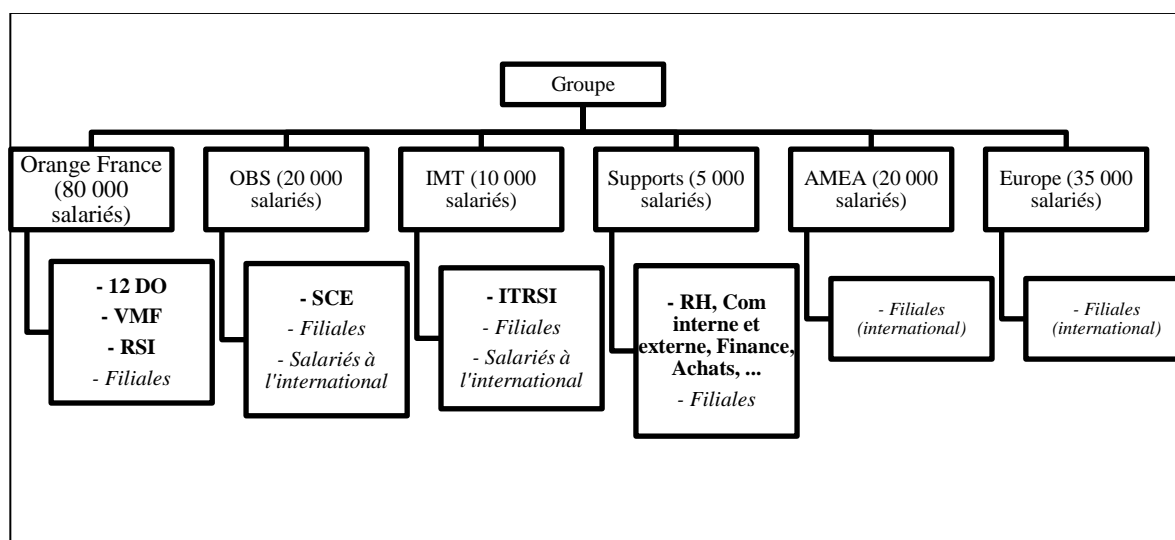 Groupe
Orange France
(80 000
salariés)
OBS (20 000
salariés)
IMT (10 000
salariés)
Supports (5 000
salariés)
AMEA (20 000
salariés)
Europe (35 000
salariés)
- 12 DO
- VMF
- RSI
- Filiales
- SCE
- Filiales
- Salariés à
l'international
- ITRSI
- Filiales
- Salariés à
l'international
- RH, Com
interne et
externe, Finance,
Achats, ...
- Filiales
- Filiales
(international)
- Filiales
(international)